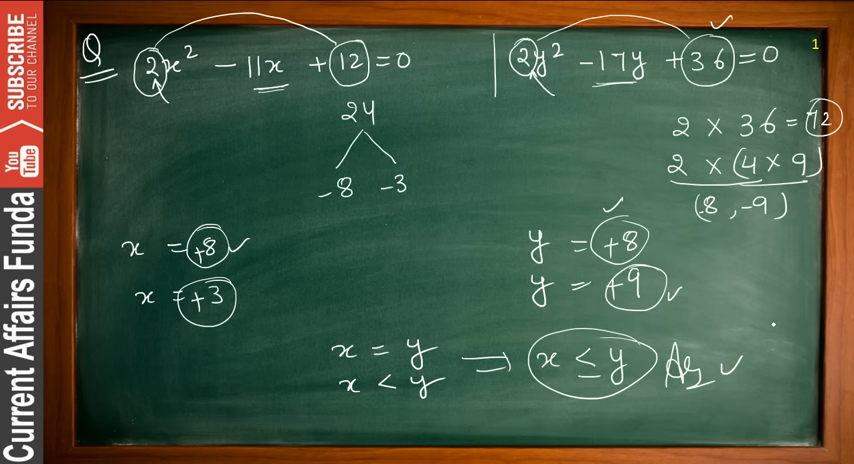 SUBSCRIBE
TO OUR CHANNEL
You Tube
Current Affairs Funda
1
Q 2x² - 11x + 12 = 0 | 2y² - 17y + 36 = 0
24
-8 -3
2 × 36 = 72
2 × (4 × 9)
(-8, -9)
x = +8 ✓
x = +3
y = +8
y = +9 ✓
x = y
x < y
⇒ x ≤ y Ans ✓